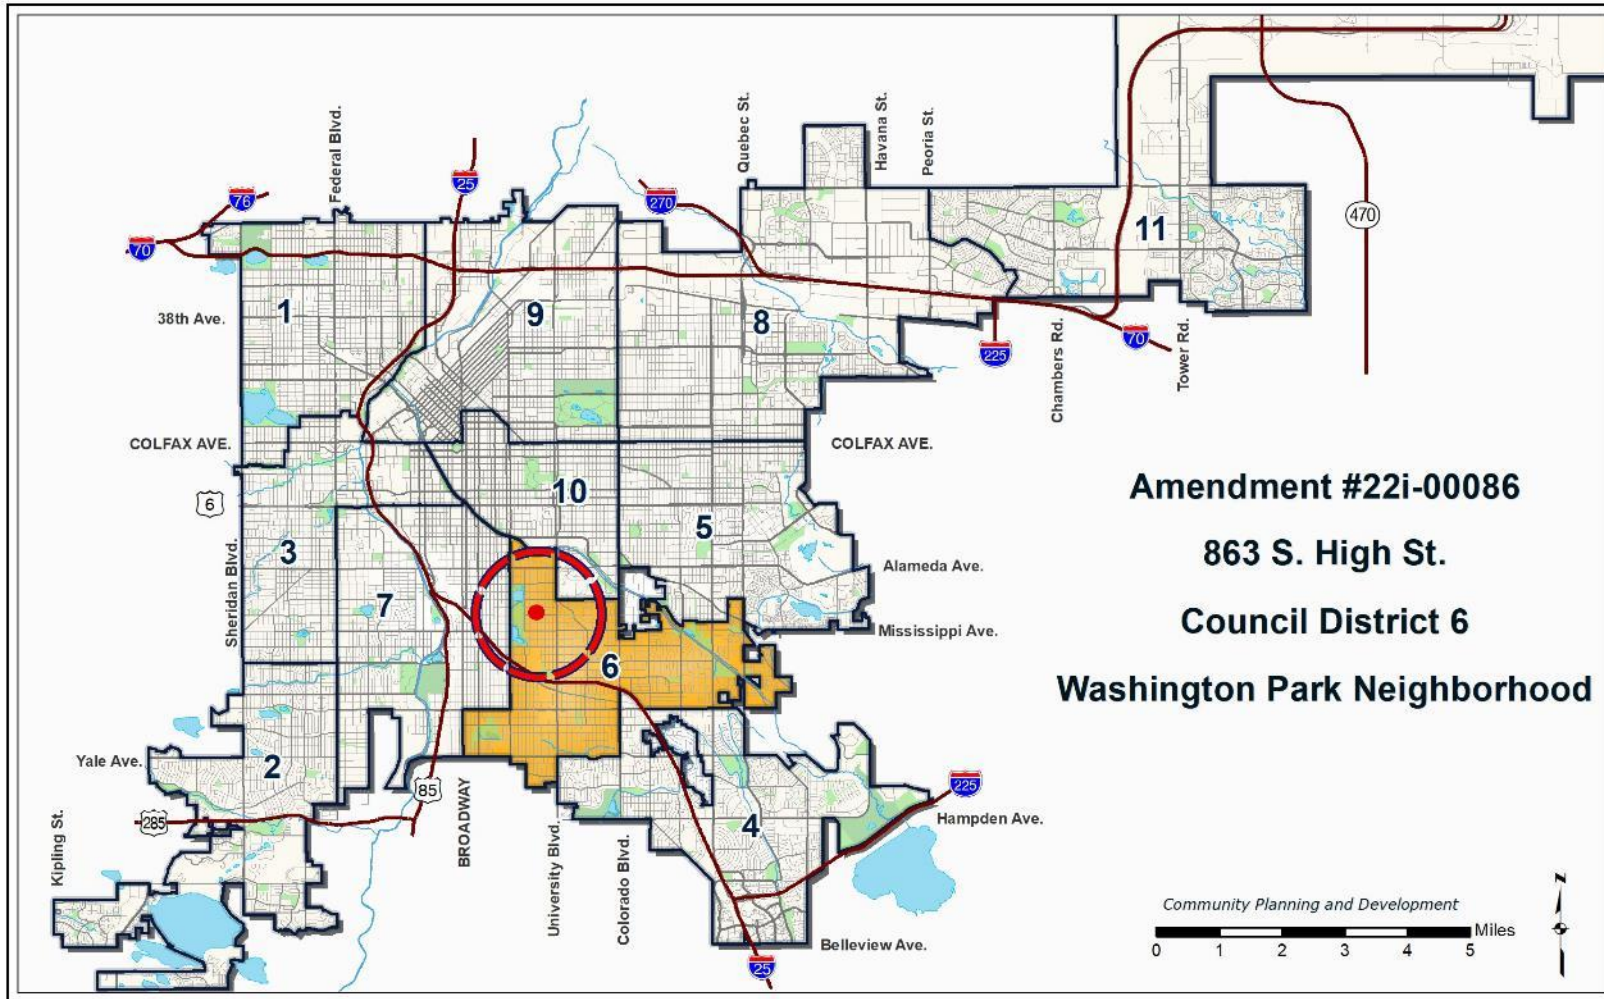 Federal Blvd.
Quebec St.
Havana St.
Peoria St.
76
25
270
70
470
11
1
38th Ave.
9
8
225
70
Chambers Rd.
Tower Rd.
COLFAX AVE.
COLFAX AVE.
6
10
5
3
Sheridan Blvd.
Alameda Ave.
7
Mississippi Ave.
6
Amendment #22i-00086
863 S. High St.
Council District 6
Washington Park Neighborhood
Yale Ave.
2
85
285
225
Kipling St.
BROADWAY
University Blvd.
Colorado Blvd.
4
Hampden Ave.
Belleview Ave.
25
Community Planning and Development
Miles
0 1 2 3 4 5
N